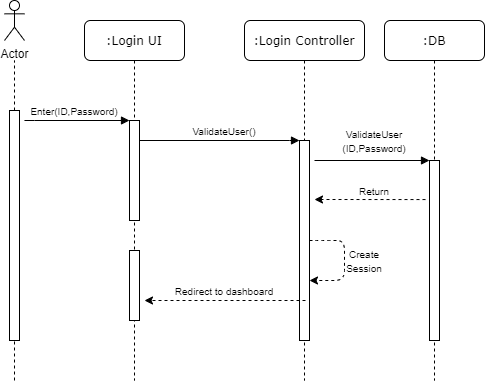 Actor
:Login UI
:Login Controller
:DB
Enter(ID,Password)
ValidateUser()
ValidateUser
(ID,Password)
Return
Create
Session
Redirect to dashboard